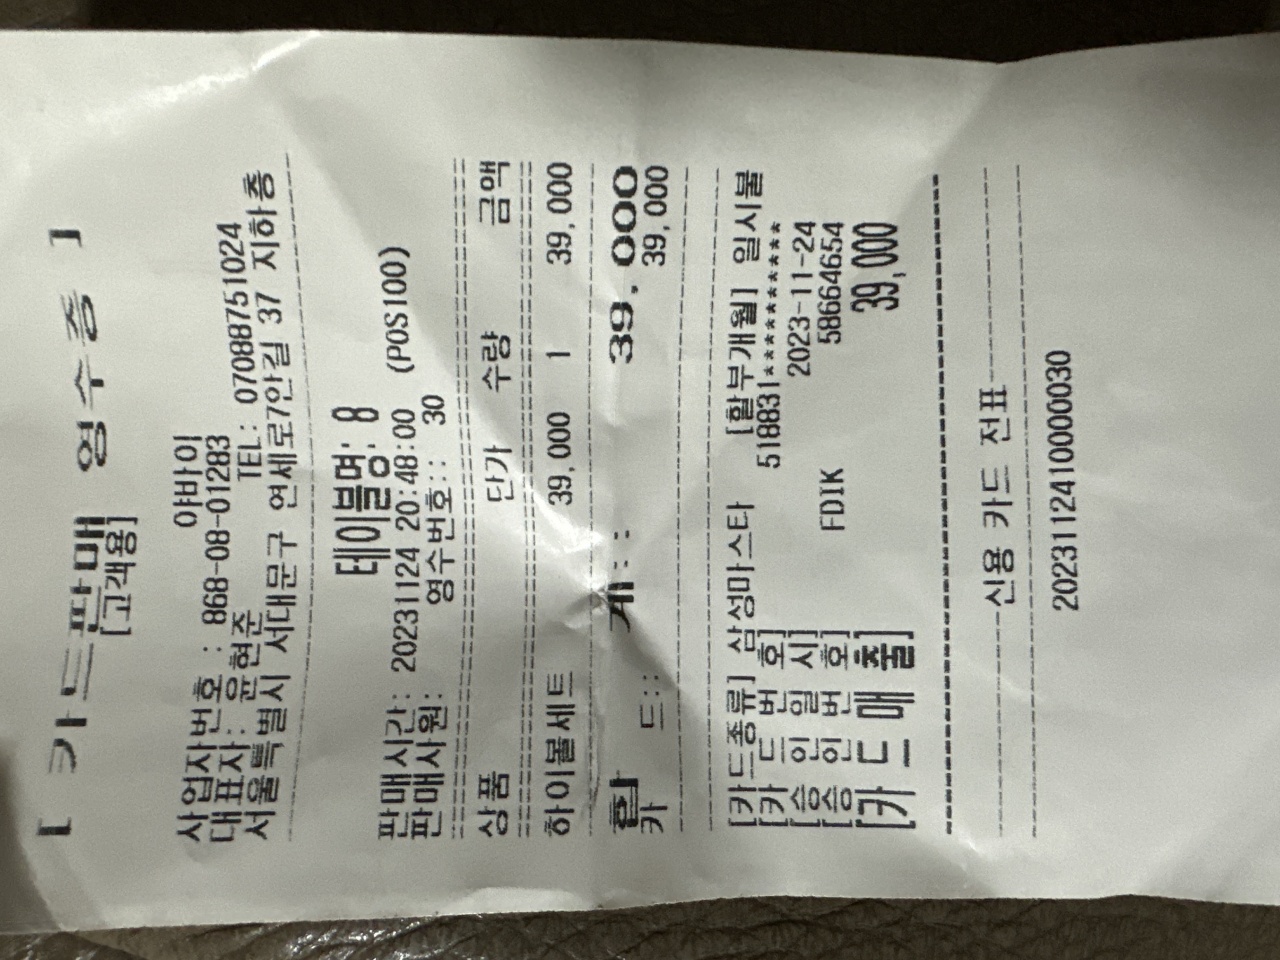 [ 카드판매 영수증 ]
[고객용]
야바이
사업자번호 : 868-08-01283
대표자 : 윤현준 TEL : 07088751024
서울특별시 서대문구 연세로7안길 37 지하층
테이블명: 8
판매시간: 20231124 20:48:00 (POS100)
판매사원: 영수번호:: 30
상품 단가 수량 금액
하이볼세트 39,000 1 39,000
합 계:: 39,000
카 드:: 39,000
[카드종류] 삼성마스타 [할부개월] 일시불
[카드번호] 518831**********
[승인일시] 2023-11-24
[승인번호] FDIK 58664654
[카드매출] 39,000
신용 카드 전표
202311241000030